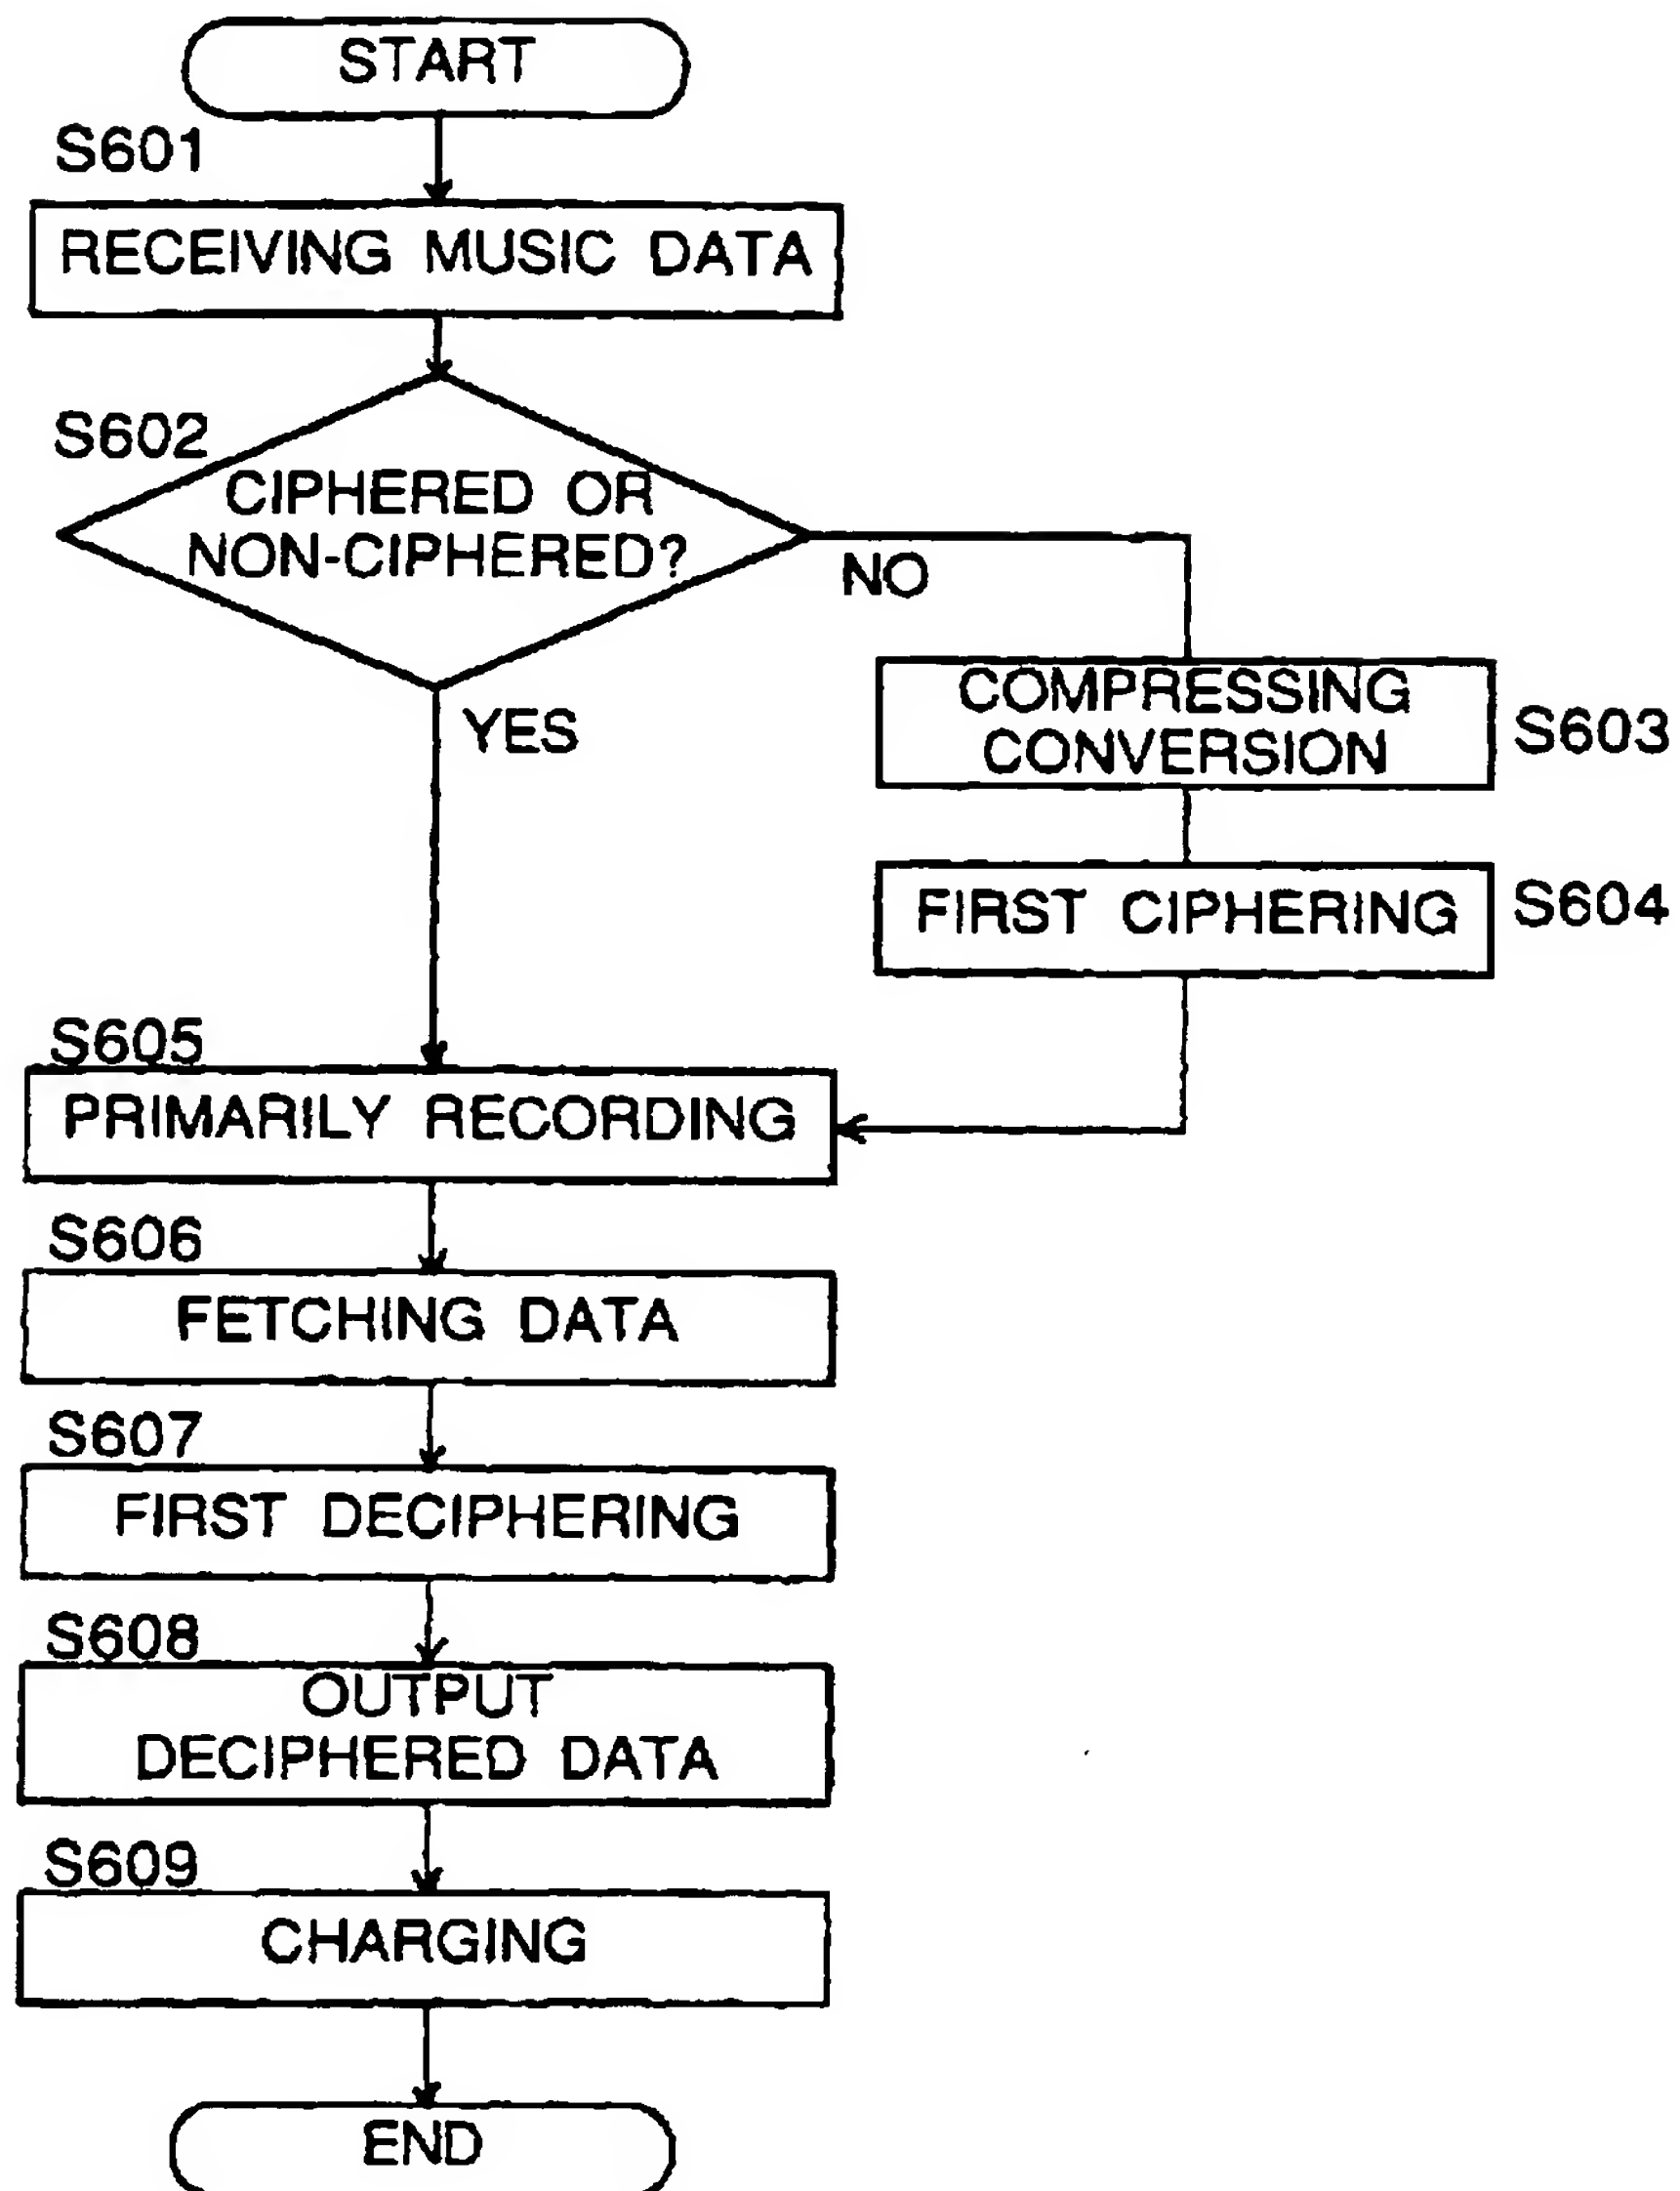 START
S601
RECEIVING MUSIC DATA
S602
CIPHERED OR
NON-CIPHERED?
NO
YES
COMPRESSING
CONVERSION
S603
FIRST CIPHERING
S604
S605
PRIMARILY RECORDING
S606
FETCHING DATA
S607
FIRST DECIPHERING
S608
OUTPUT
DECIPHERED DATA
S609
CHARGING
END